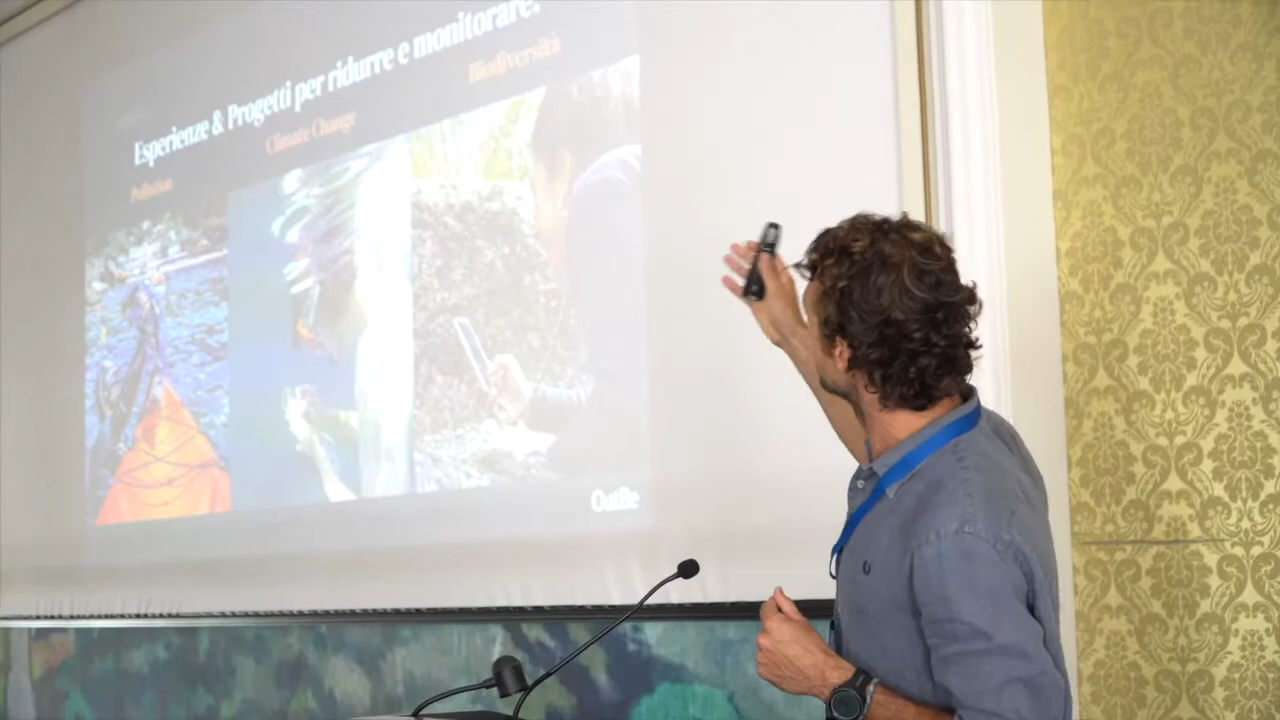 Esperienze & Progetti per ridurre e monitorare.
Pollution
Climate Change
Biodiversità
OutBe